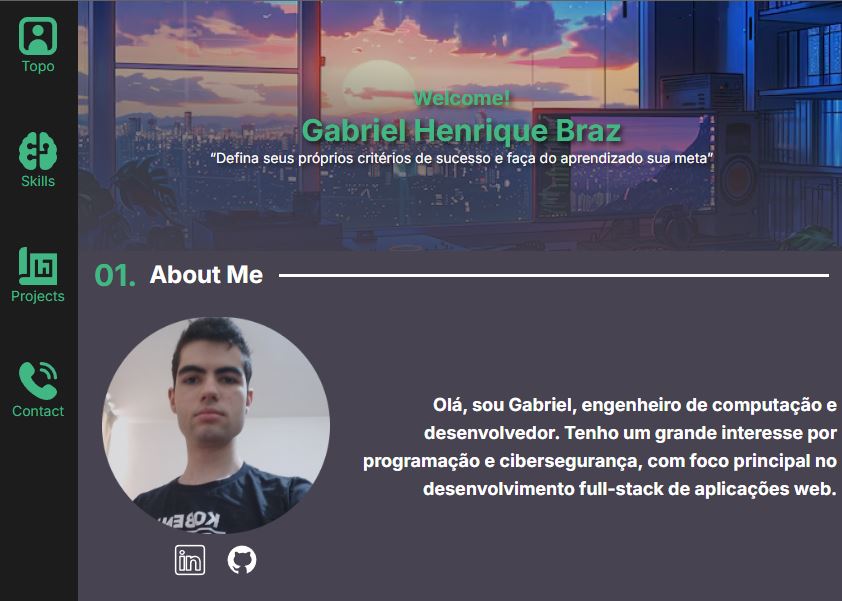 Topo
Skills
Projects
Contact
Welcome!
Gabriel Henrique Braz
“Defina seus próprios critérios de sucesso e faça do aprendizado sua meta”
01. About Me
Olá, sou Gabriel, engenheiro de computação e
desenvolvedor. Tenho um grande interesse por
programação e cibersegurança, com foco principal no
desenvolvimento full-stack de aplicações web.
in